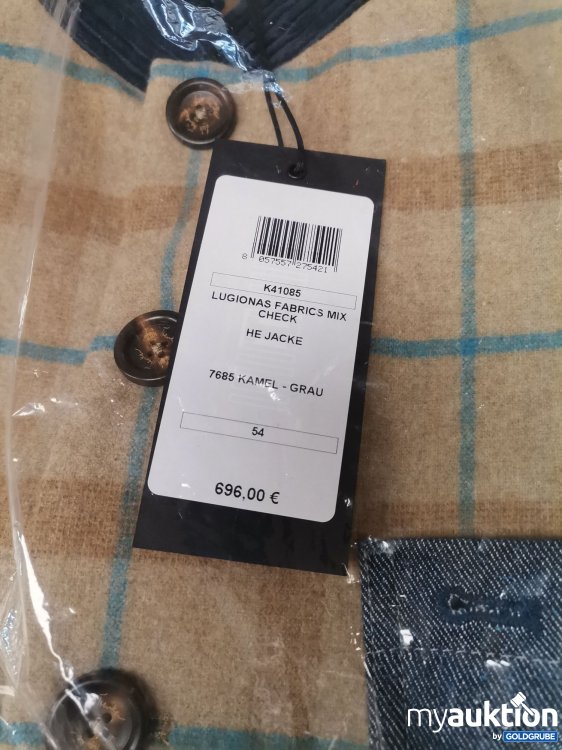 8 057557 275421
K41085
LUGIONAS FABRICS MIX
CHECK
HE JACKE
7685 KAMEL - GRAU
54
696,00 €
myauktion
by GOLDGRUBE